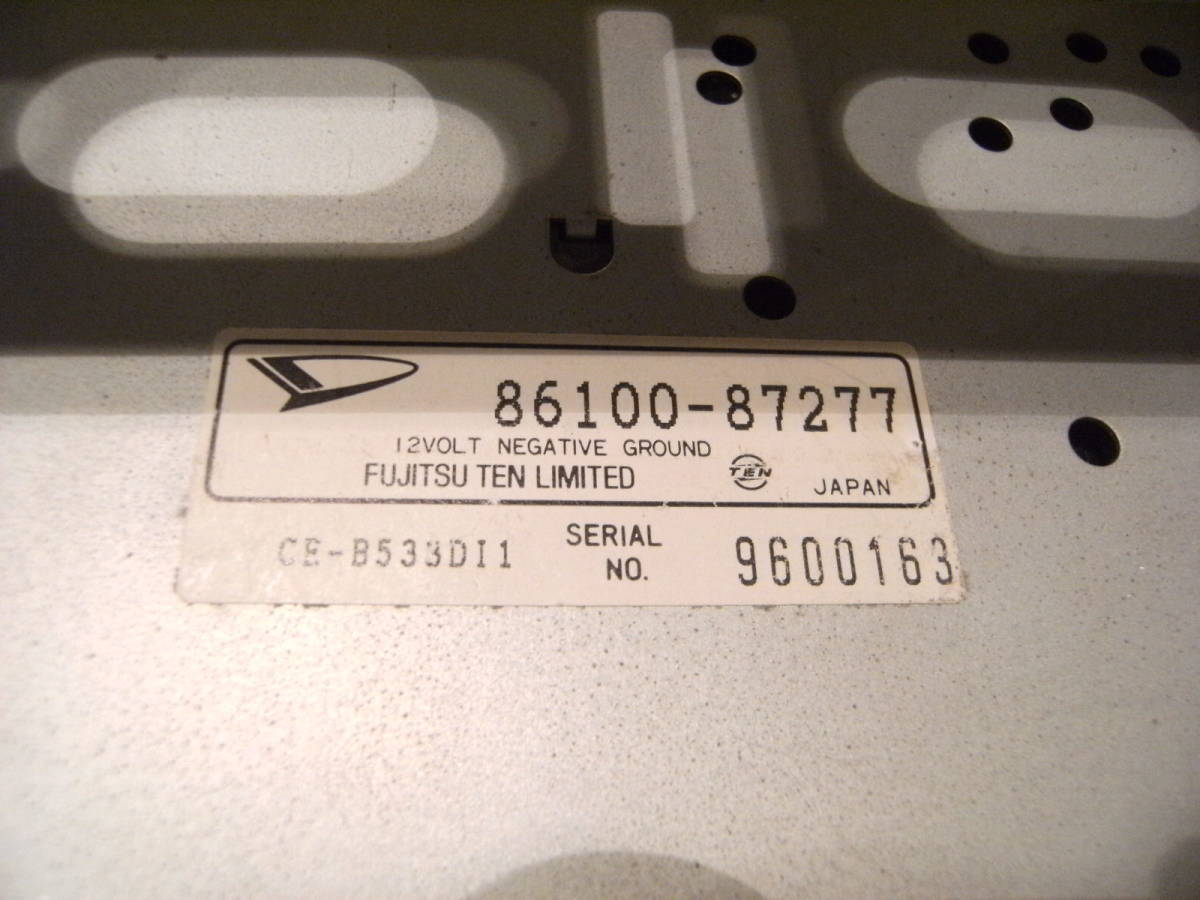 86100-87277
12VOLT NEGATIVE GROUND
FUJITSU TEN LIMITED TEN JAPAN
CE-B533DI1 SERIAL NO. 9600163